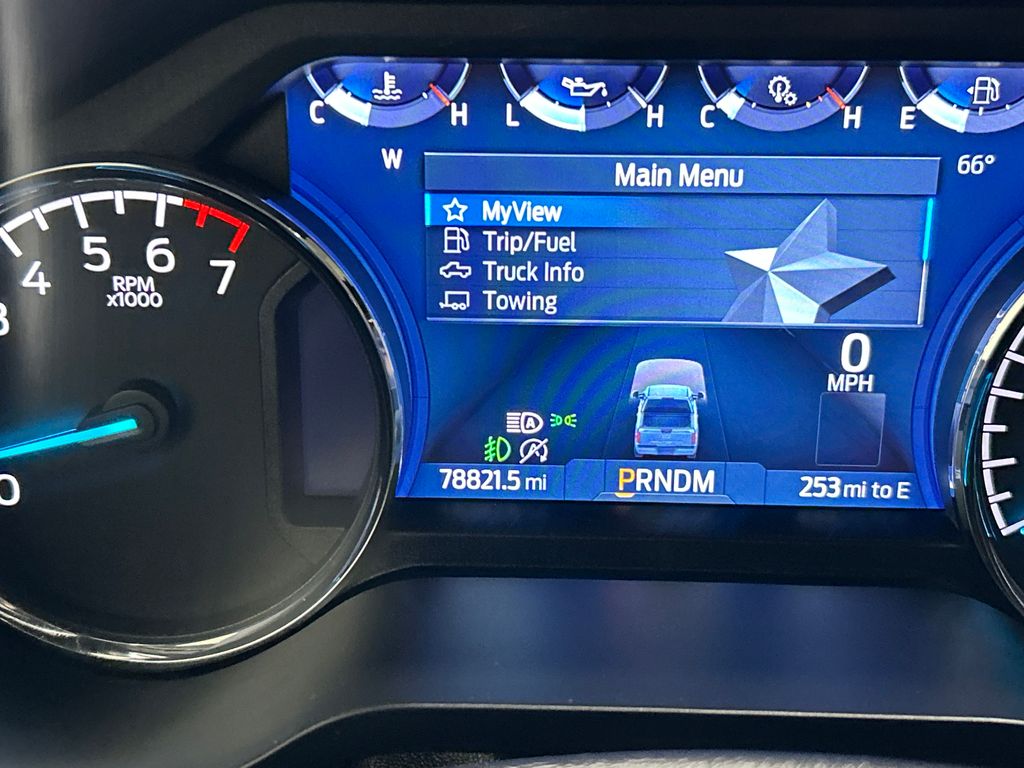 C H L H C H E
W
Main Menu
66°
MyView
Trip/Fuel
Truck Info
Towing
4 5 6 7
RPM
x1000
0
MPH
A
A
0
78821.5 mi
PRNDM
253 mi to E